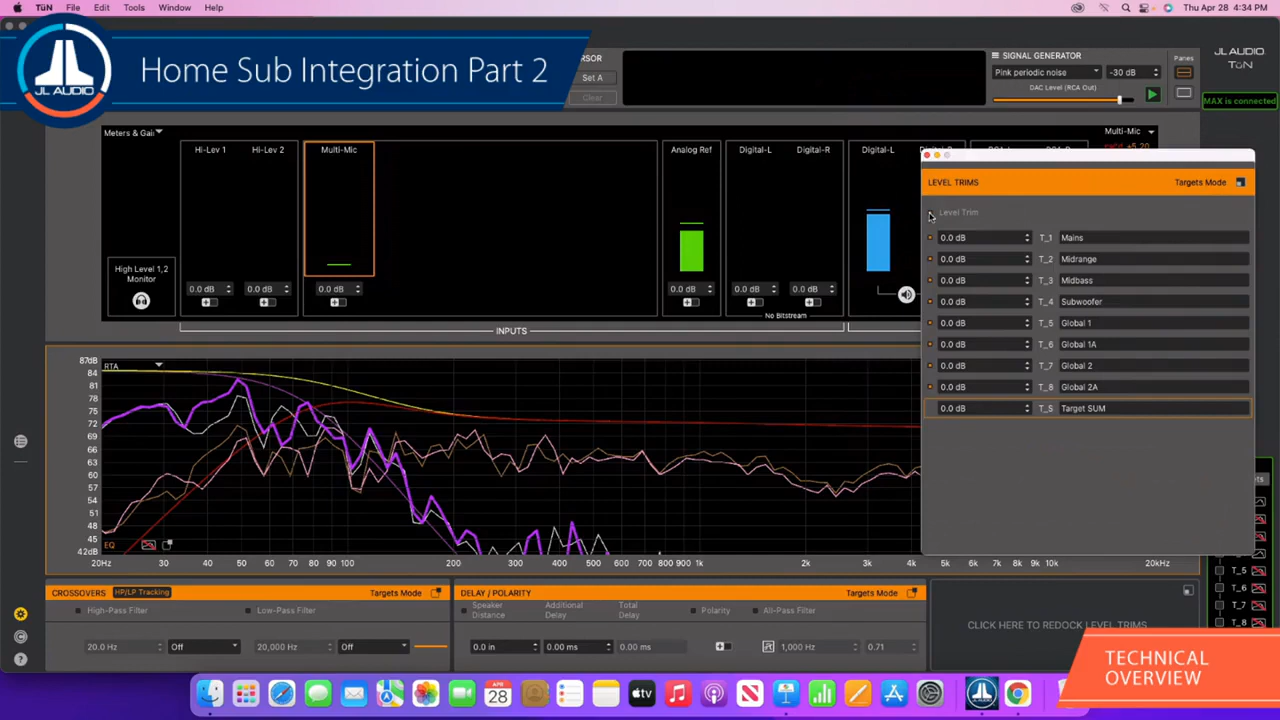 TüN File Edit Tools Window Help
Thu Apr 28 4:34 PM
JL AUDIO
Home Sub Integration Part 2
Set A
Clear
SIGNAL GENERATOR
Pink periodic noise
-30 dB
DAC Level (RCA Out)
Panes
JL AUDIO
TüN
MAX is connected
Meters & Gai
Multi-Mic
Hi-Lev 1 Hi-Lev 2 Multi-Mic Analog Ref Digital-L Digital-R Digital-L
High Level 1,2
Monitor
0.0 dB 0.0 dB 0.0 dB 0.0 dB 0.0 dB 0.0 dB
No Bitstream
INPUTS
LEVEL TRIMS Targets Mode
Level Trim
0.0 dB T_1 Mains
0.0 dB T_2 Midrange
0.0 dB T_3 Midbass
0.0 dB T_4 Subwoofer
0.0 dB T_5 Global 1
0.0 dB T_6 Global 1A
0.0 dB T_7 Global 2
0.0 dB T_8 Global 2A
0.0 dB T_5 Target SUM
87dB
RTA
84
81
78
75
72
69
66
63
60
57
54
51
48
45
42dB
EQ
20Hz 30 40 50 60 70 80 90 100 200 300 400 500 600 700 800 900 1k 2k 3k 4k 5k 6k 7k 8k 9k 10k 20kHz
T_5
T_6
T_7
T_8
CROSSOVERS HP/LP Tracking Targets Mode
High-Pass Filter Low-Pass Filter
20.0 Hz Off 20,000 Hz Off
DELAY / POLARITY Targets Mode
Speaker Distance Additional Delay Total Delay Polarity All-Pass Filter
0.0 in 0.00 ms 0.00 ms 1,000 Hz 0.71
CLICK HERE TO REDOCK LEVEL TRIMS
TECHNICAL
OVERVIEW